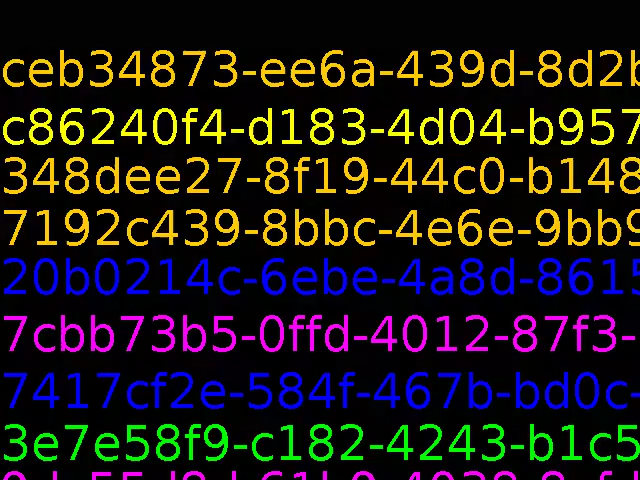 ceb34873-ee6a-439d-8d2b
c86240f4-d183-4d04-b957
348dee27-8f19-44c0-b148
7192c439-8bbc-4e6e-9bb9
20b0214c-6ebe-4a8d-8615
7cbb73b5-0ffd-4012-87f3-
7417cf2e-584f-467b-bd0c-
3e7e58f9-c182-4243-b1c5